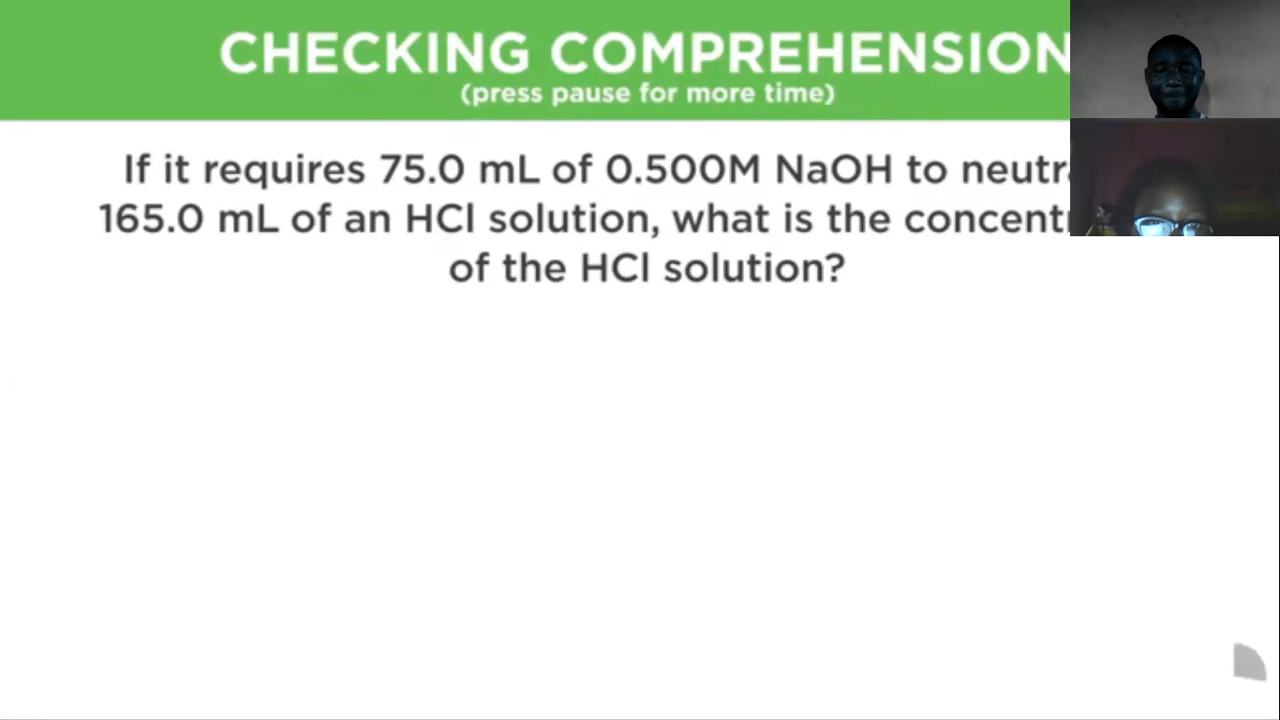 CHECKING COMPREHENSION
(press pause for more time)
If it requires 75.0 mL of 0.500M NaOH to
165.0 mL of an HCl solution, what is the
of the HCl solution?